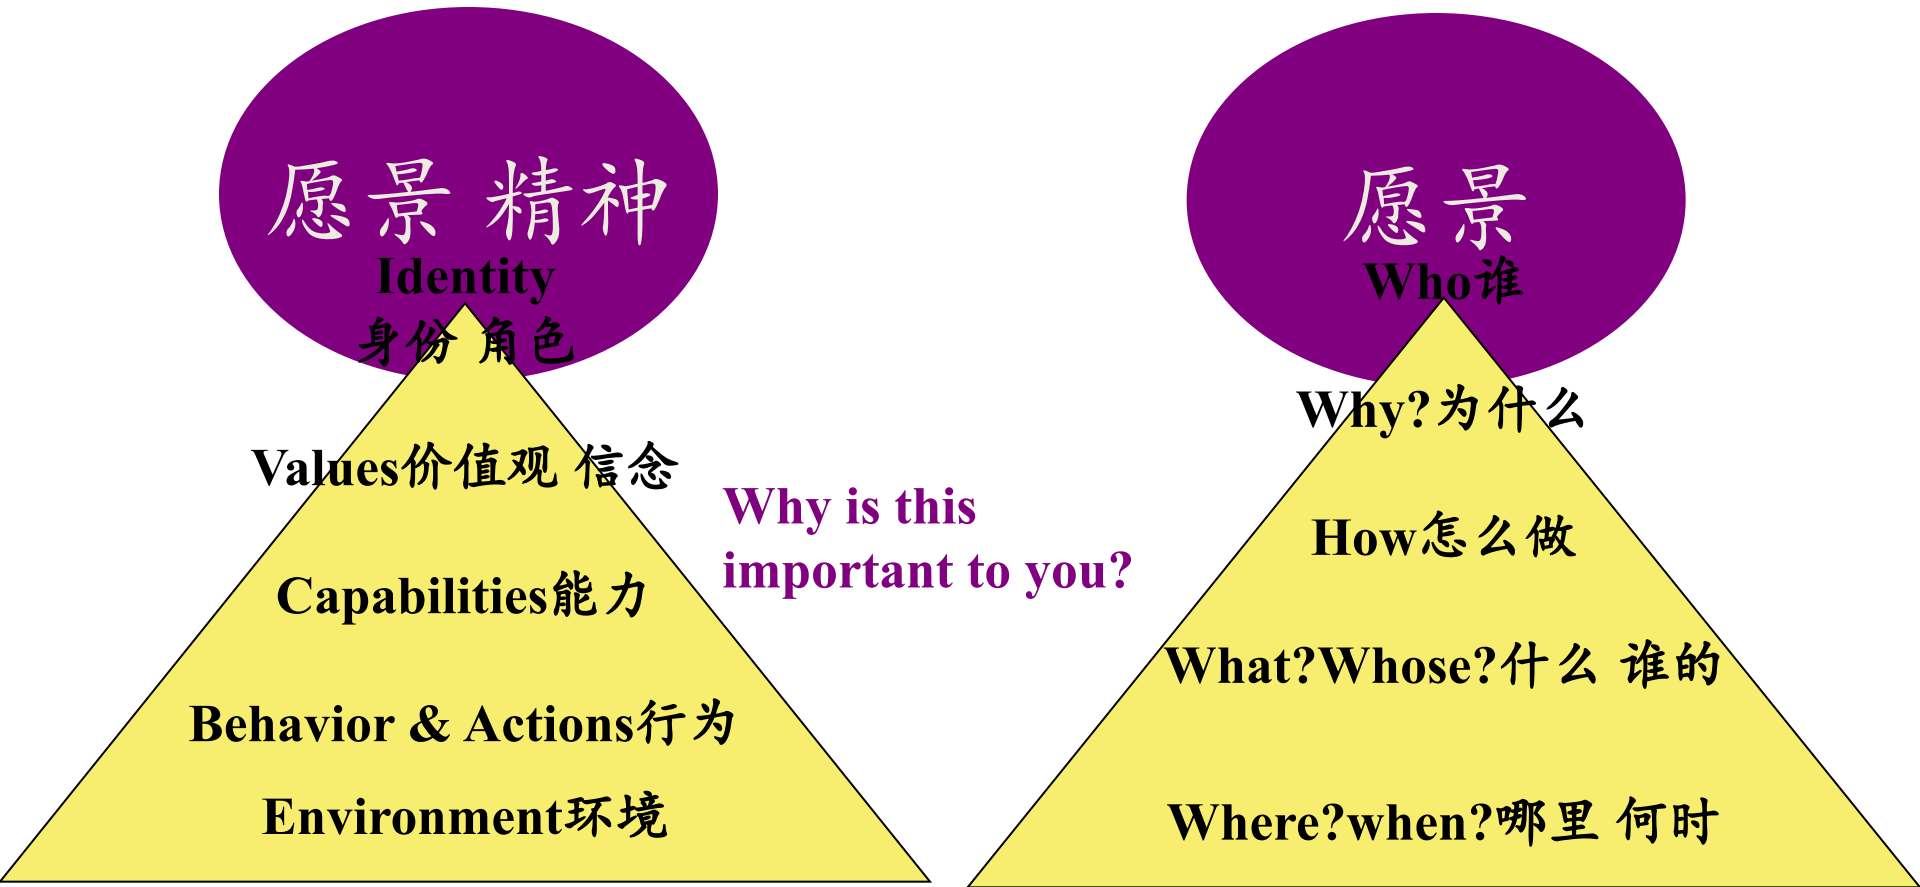 愿景 精神
Identity
身份 角色
Values价值观 信念
Capabilities能力
Behavior & Actions行为
Environment环境
Why is this
important to you?
愿景
Who谁
Why?为什么
How怎么做
What?Whose?什么 谁的
Where?when?哪里 何时